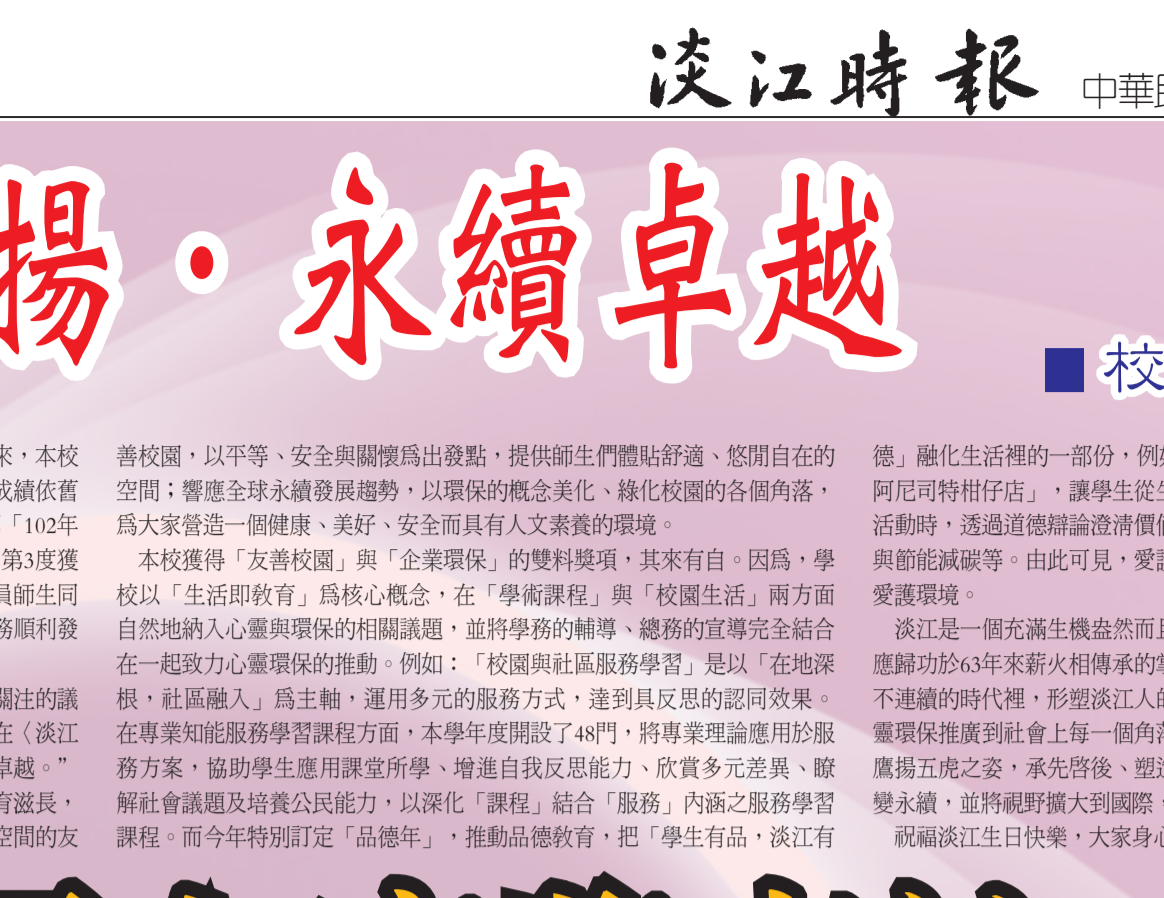 淡江時報 中華
揚・永續卓越
■ 校
來，本校
成績依舊
「102年
第3度獲
員師生同
務順利發
關注的議
在〈淡江
卓越。”
育滋長，
空間的友
善校園，以平等、安全與關懷為出發點，提供師生們體貼舒適、悠閒自在的
空間；響應全球永續發展趨勢，以環保的概念美化、綠化校園的各個角落，
為大家營造一個健康、美好、安全而具有人文素養的環境。
本校獲得「友善校園」與「企業環保」的雙料獎項，其來有自。因為，學
校以「生活即教育」為核心概念，在「學術課程」與「校園生活」兩方面
自然地納入心靈與環保的相關議題，並將學務的輔導、總務的宣導完全結合
在一起致力心靈環保的推動。例如：「校園與社區服務學習」是以「在地深
根，社區融入」為主軸，運用多元的服務方式，達到具反思的認同效果。
在專業知能服務學習課程方面，本學年度開設了48門，將專業理論應用於服
務方案，協助學生應用課堂所學、增進自我反思能力、欣賞多元差異、瞭
解社會議題及培養公民能力，以深化「課程」結合「服務」內涵之服務學習
課程。而今年特別訂定「品德年」，推動品德教育，把「學生有品，淡江有
德」融化生活裡的一部份，例
阿尼司特柑仔店」，讓學生從
活動時，透過道德辯論澄清價
與節能減碳等。由此可見，愛
愛護環境。
淡江是一個充滿生機盎然而
應歸功於63年來薪火相傳承的
不連續的時代裡，形塑淡江人
靈環保推廣到社會上每一個角
鷹揚五虎之姿，承先啓後、塑
變永續，並將視野擴大到國際
祝福淡江生日快樂，大家身